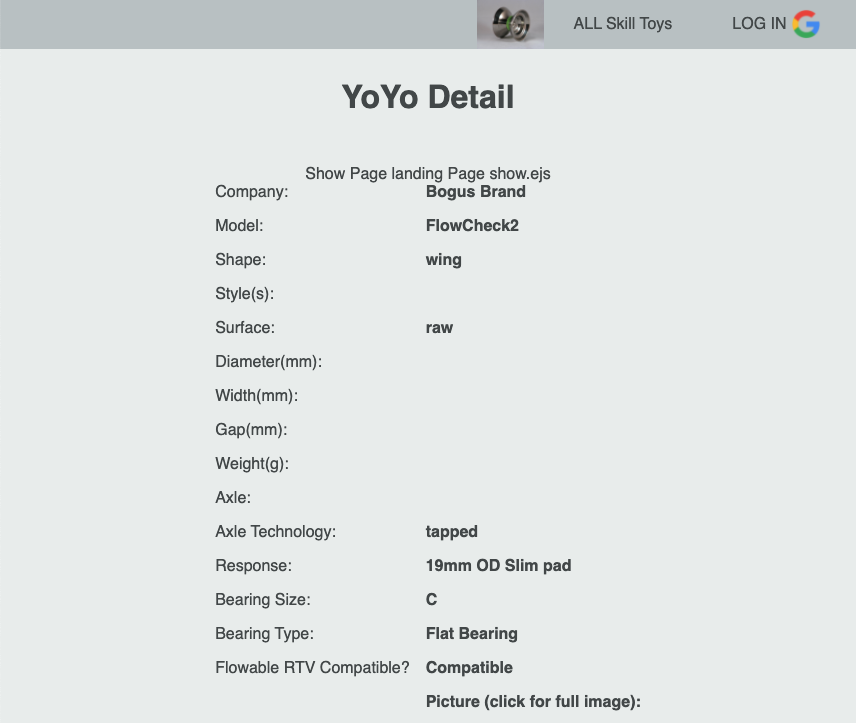 ALL Skill Toys LOG IN
YoYo Detail
Show Page landing Page show.ejs
Company: Bogus Brand
Model: FlowCheck2
Shape: wing
Style(s):
Surface: raw
Diameter(mm):
Width(mm):
Gap(mm):
Weight(g):
Axle:
Axle Technology: tapped
Response: 19mm OD Slim pad
Bearing Size: C
Bearing Type: Flat Bearing
Flowable RTV Compatible? Compatible
Picture (click for full image):